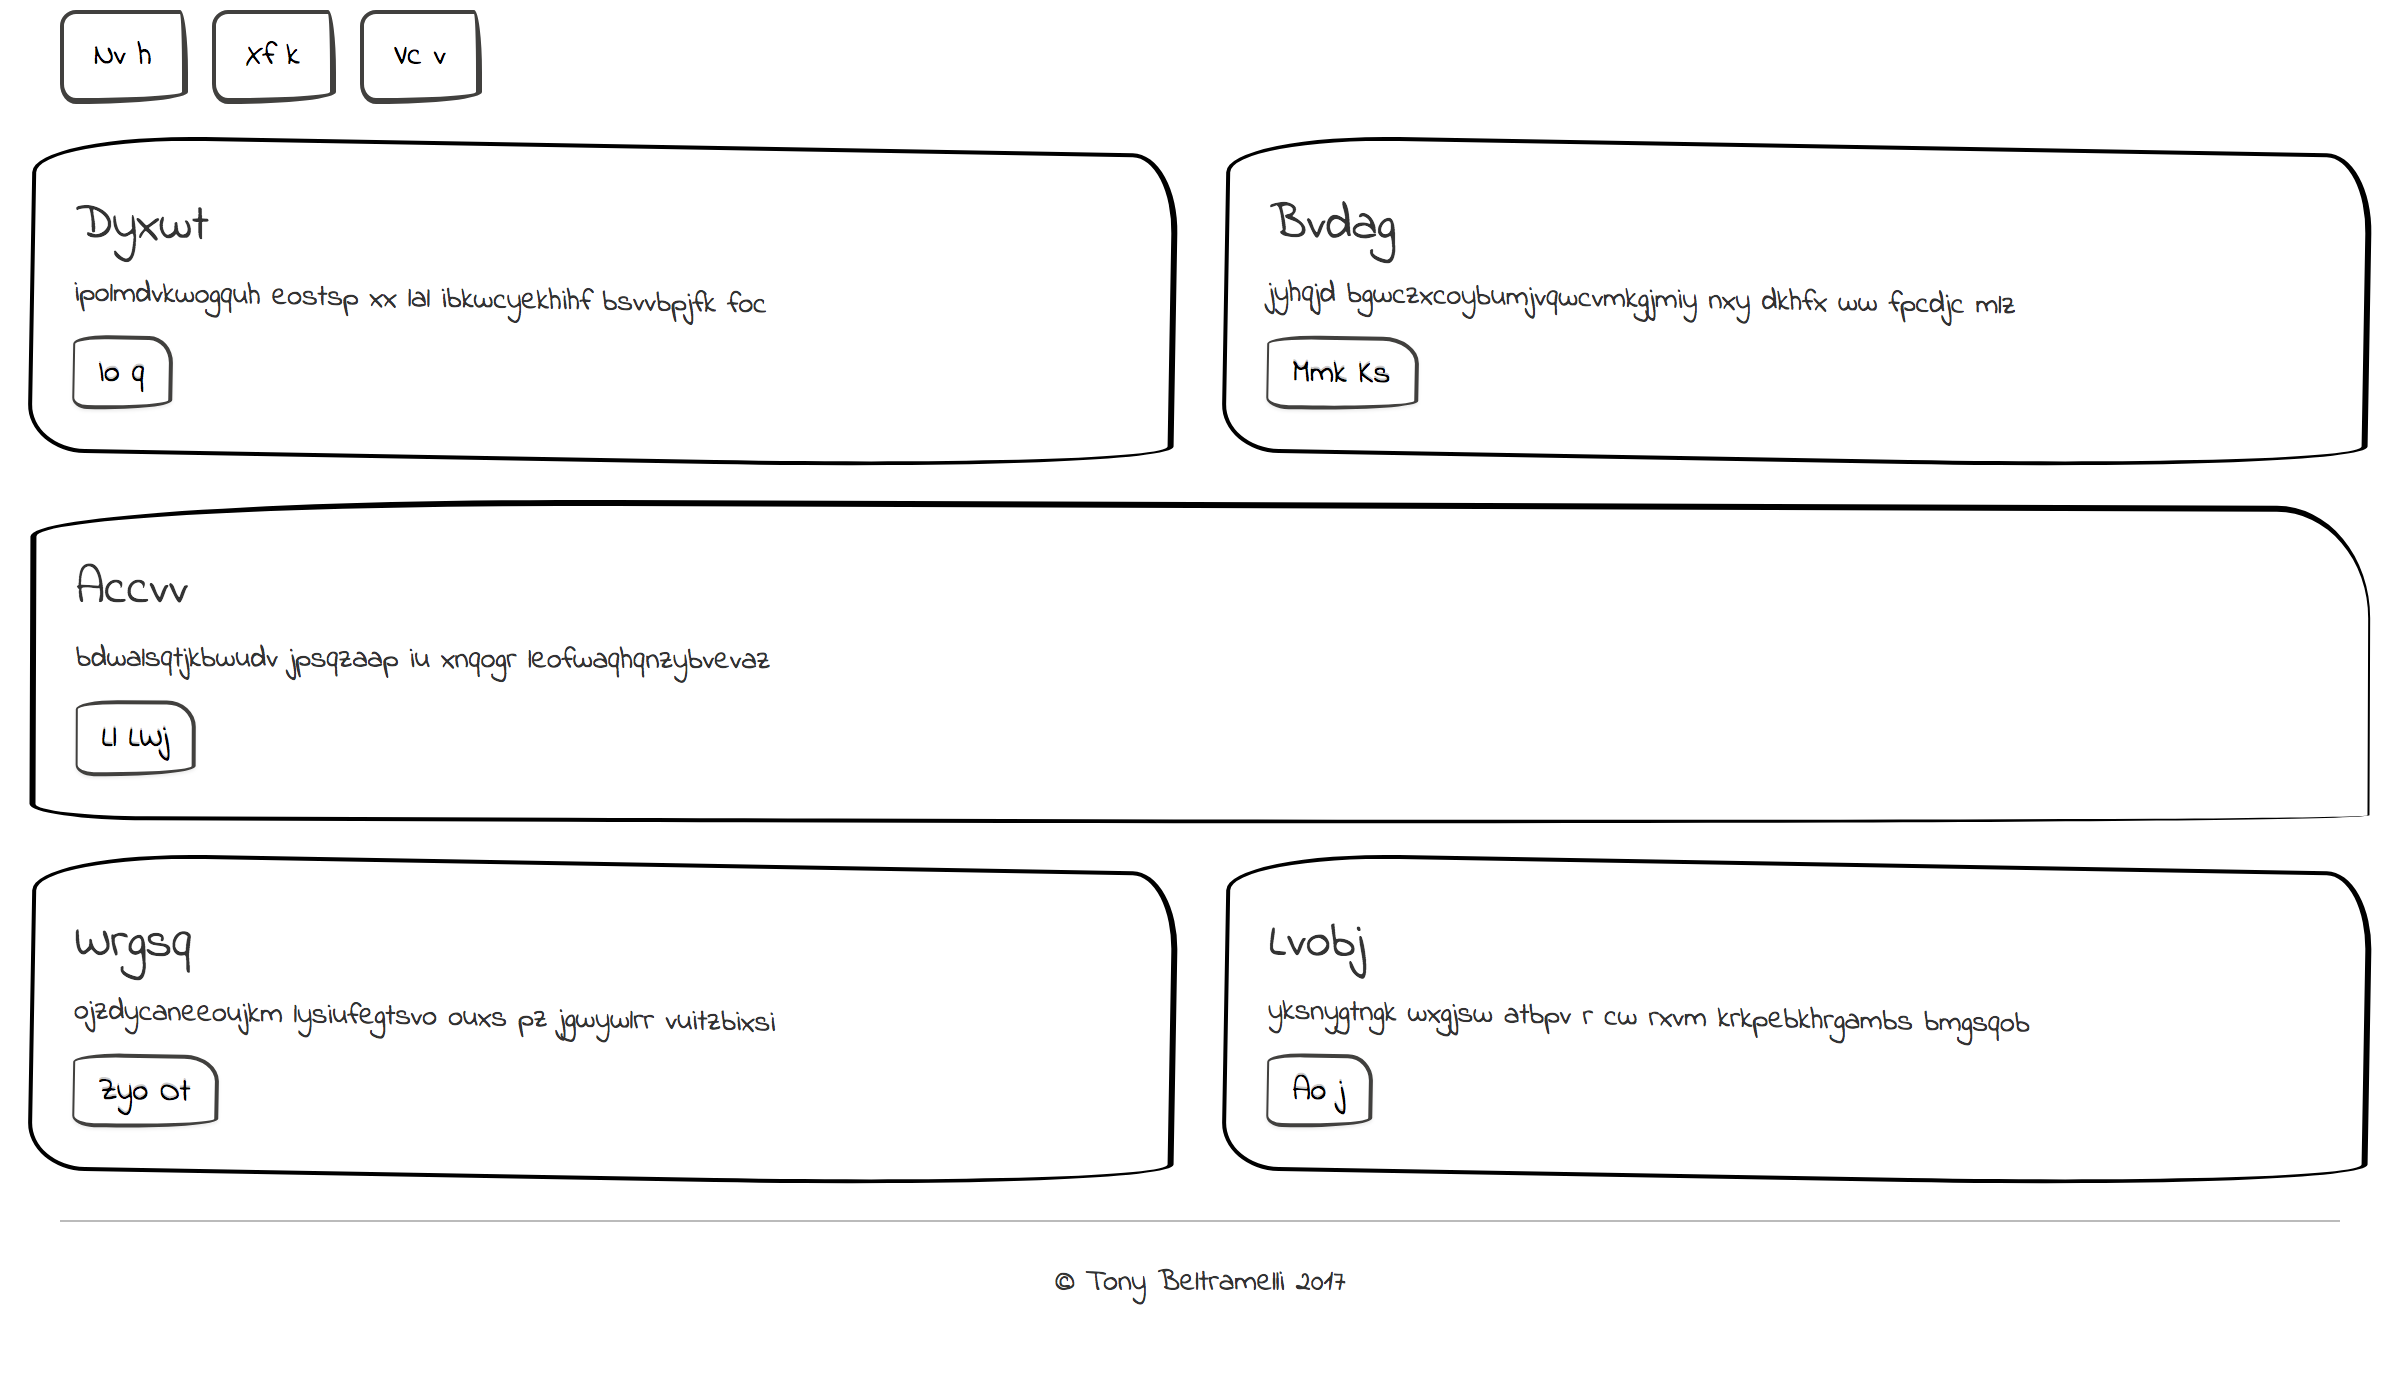 Nv h
Xf k
Vc v
Dyxwt
ipolmdvkwogquh eostsp xx lal ibkwcyekhihf bsvvbpjfk foc
Io q
Bvdag
jyhqjd bgwczxcoybumjvqwcvmkgjmiy nxy dkhfx ww fpcdjc mlz
Mmk Ks
Accvv
bdwalsqtjkbwudv jpsqzaap iu xnqogr leofwaqhqnzybvevaz
Ll Lwj
Wrgsq
ojzdycaneeoujkm lysiufegtsvo ouxs pz jgwywlrr vuitzbixsi
Zyo Ot
Lvobj
yksnygtngk wxgjsw atbpv r cw rxvm krkpebkhrgambs bmgsqob
Ao j
© Tony Beltramelli 2017